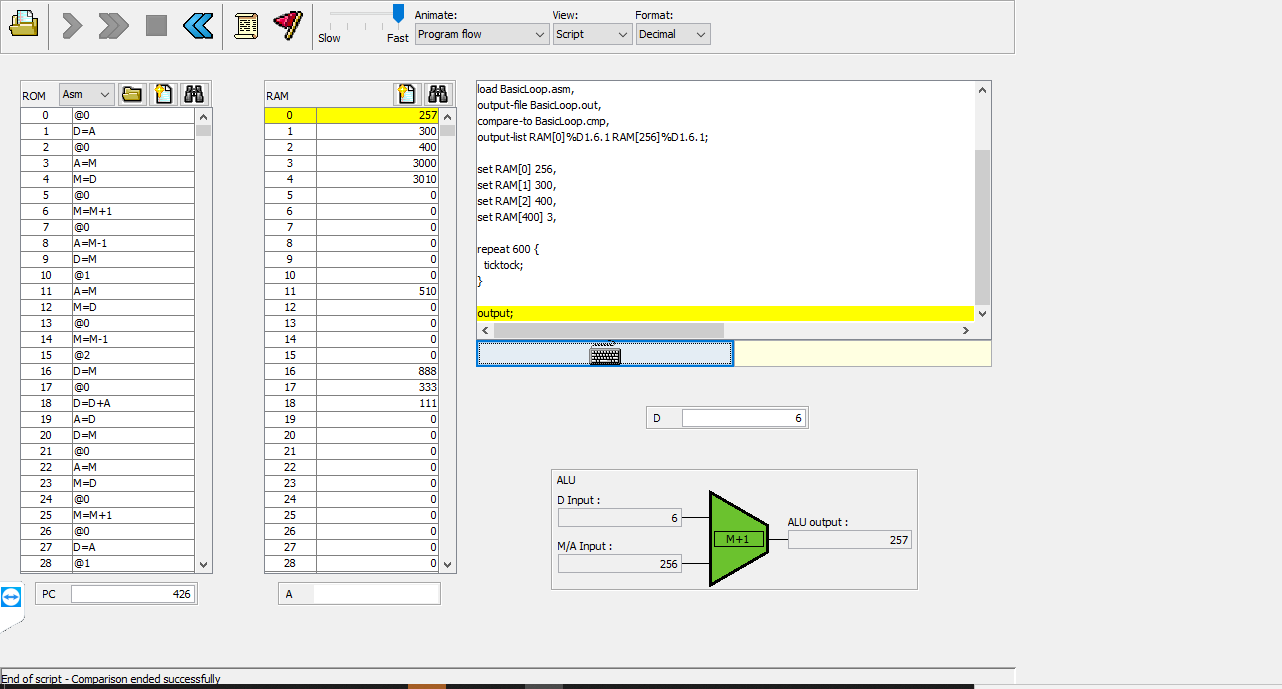 Animate: View: Format:
Slow Fast Program flow Script Decimal
ROM Asm
0 @0
1 D=A
2 @0
3 A=M
4 M=D
5 @0
6 M=M+1
7 @0
8 A=M-1
9 D=M
10 @1
11 A=M
12 M=D
13 @0
14 M=M-1
15 @2
16 D=M
17 @0
18 D=D+A
19 A=D
20 D=M
21 @0
22 A=M
23 M=D
24 @0
25 M=M+1
26 @0
27 D=A
28 @1
PC 426
RAM
0 257
1 300
2 400
3 3000
4 3010
5 0
6 0
7 0
8 0
9 0
10 0
11 510
12 0
13 0
14 0
15 0
16 888
17 333
18 111
19 0
20 0
21 0
22 0
23 0
24 0
25 0
26 0
27 0
28 0
A
load BasicLoop.asm,
output-file BasicLoop.out,
compare-to BasicLoop.cmp,
output-list RAM[0]%D1.6.1 RAM[256]%D1.6.1;
set RAM[0] 256,
set RAM[1] 300,
set RAM[2] 400,
set RAM[400] 3,
repeat 600 {
ticktock;
}
output;
D 6
ALU
D Input :
6
M/A Input :
256
M+1
ALU output :
257
End of script - Comparison ended successfully